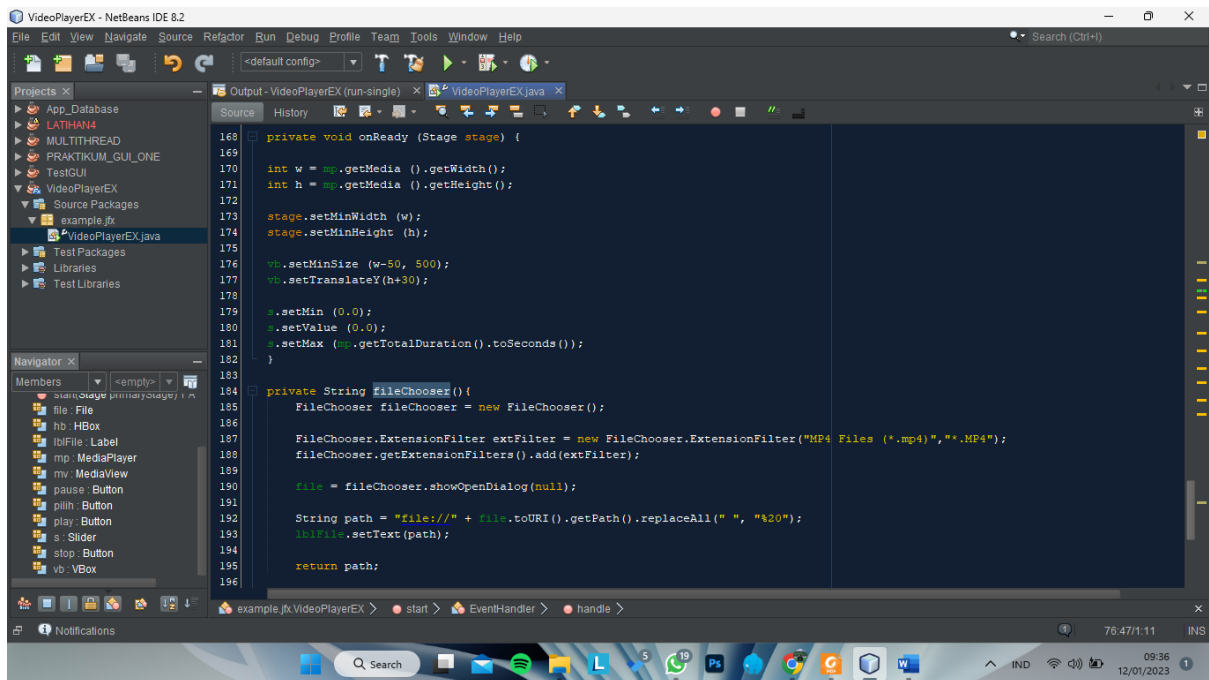 VideoPlayerEX - NetBeans IDE 8.2
File Edit View Navigate Source Refactor Run Debug Profile Team Tools Window Help
Search (Ctrl+I)
<default config>
Projects
Output - VideoPlayerEX (run-single)
VideoPlayerEX.java
App_Database
LATIHAN4
MULTITHREAD
PRAKTIKUM_GUI_ONE
TestGUI
VideoPlayerEX
Source Packages
example.jfx
VideoPlayerEX.java
Test Packages
Libraries
Test Libraries
Source History
168 private void onReady (Stage stage) {
169
170 int w = mp.getMedia ().getWidth();
171 int h = mp.getMedia ().getHeight();
172
173 stage.setMinWidth (w);
174 stage.setMinHeight (h);
175
176 vb.setMinSize (w-50, 500);
177 vb.setTranslateY(h+30);
178
179 s.setMin (0.0);
180 s.setValue (0.0);
181 s.setMax (mp.getTotalDuration().toSeconds());
182 }
183
184 private String fileChooser(){
185 FileChooser fileChooser = new FileChooser();
186
187 FileChooser.ExtensionFilter extFilter = new FileChooser.ExtensionFilter("MP4 Files (*.mp4)","*.MP4");
188 fileChooser.getExtensionFilters().add(extFilter);
189
190 file = fileChooser.showOpenDialog(null);
191
192 String path = "file://" + file.toURI().getPath().replaceAll(" ", "%20");
193 lblFile.setText(path);
194
195 return path;
196
Navigator
Members
<empty>
start(Stage primaryStage)
file : File
hb : HBox
lblFile : Label
mp : MediaPlayer
mv : MediaView
pause : Button
pilih : Button
play : Button
s : Slider
stop : Button
vb : VBox
example.jfx.VideoPlayerEX
start
EventHandler
handle
Notifications
1
76:47/1:11
INS
Search
5
19
IND
09:36
12/01/2023
1